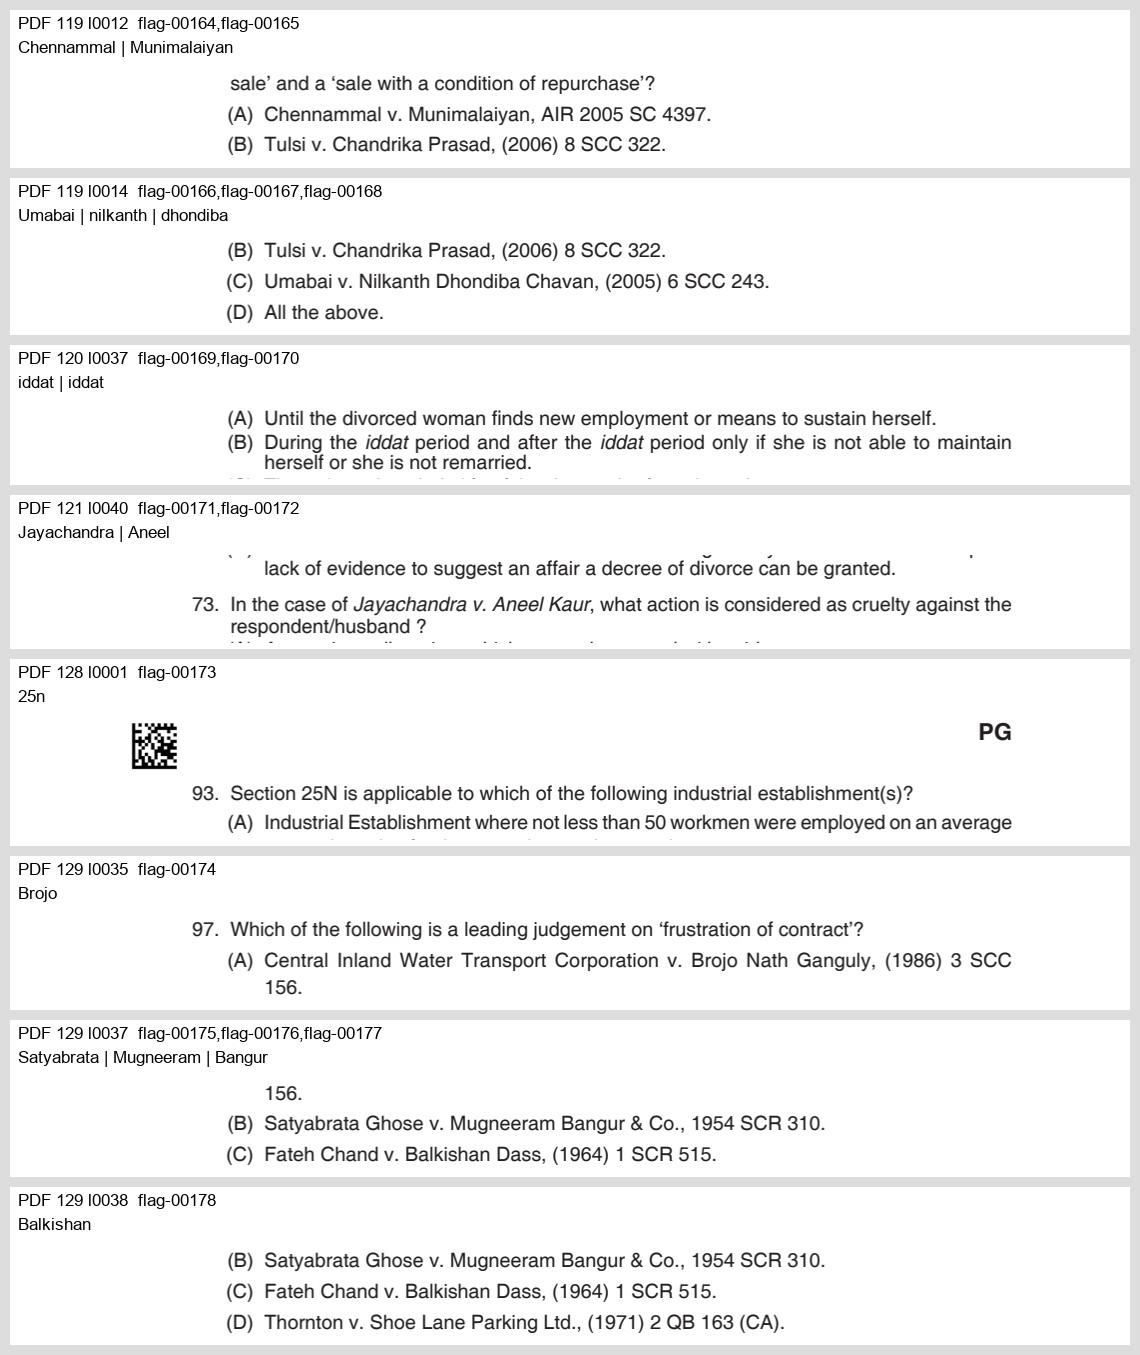 PDF 119 l0012 flag-00164,flag-00165
Chennammal | Munimalaiyan
sale’ and a ‘sale with a condition of repurchase’?
(A) Chennammal v. Munimalaiyan, AIR 2005 SC 4397.
(B) Tulsi v. Chandrika Prasad, (2006) 8 SCC 322.
PDF 119 l0014 flag-00166,flag-00167,flag-00168
Umabai | nilkanth | dhondiba
(B) Tulsi v. Chandrika Prasad, (2006) 8 SCC 322.
(C) Umabai v. Nilkanth Dhondiba Chavan, (2005) 6 SCC 243.
(D) All the above.
PDF 120 l0037 flag-00169,flag-00170
iddat | iddat
(A) Until the divorced woman finds new employment or means to sustain herself.
(B) During the iddat period and after the iddat period only if she is not able to maintain
herself or she is not remarried.
PDF 121 l0040 flag-00171,flag-00172
Jayachandra | Aneel
lack of evidence to suggest an affair a decree of divorce can be granted.
73. In the case of Jayachandra v. Aneel Kaur, what action is considered as cruelty against the
respondent/husband ?
PDF 128 l0001 flag-00173
25n
PG
93. Section 25N is applicable to which of the following industrial establishment(s)?
(A) Industrial Establishment where not less than 50 workmen were employed on an average
PDF 129 l0035 flag-00174
Brojo
97. Which of the following is a leading judgement on ‘frustration of contract’?
(A) Central Inland Water Transport Corporation v. Brojo Nath Ganguly, (1986) 3 SCC
156.
PDF 129 l0037 flag-00175,flag-00176,flag-00177
Satyabrata | Mugneeram | Bangur
156.
(B) Satyabrata Ghose v. Mugneeram Bangur & Co., 1954 SCR 310.
(C) Fateh Chand v. Balkishan Dass, (1964) 1 SCR 515.
PDF 129 l0038 flag-00178
Balkishan
(B) Satyabrata Ghose v. Mugneeram Bangur & Co., 1954 SCR 310.
(C) Fateh Chand v. Balkishan Dass, (1964) 1 SCR 515.
(D) Thornton v. Shoe Lane Parking Ltd., (1971) 2 QB 163 (CA).